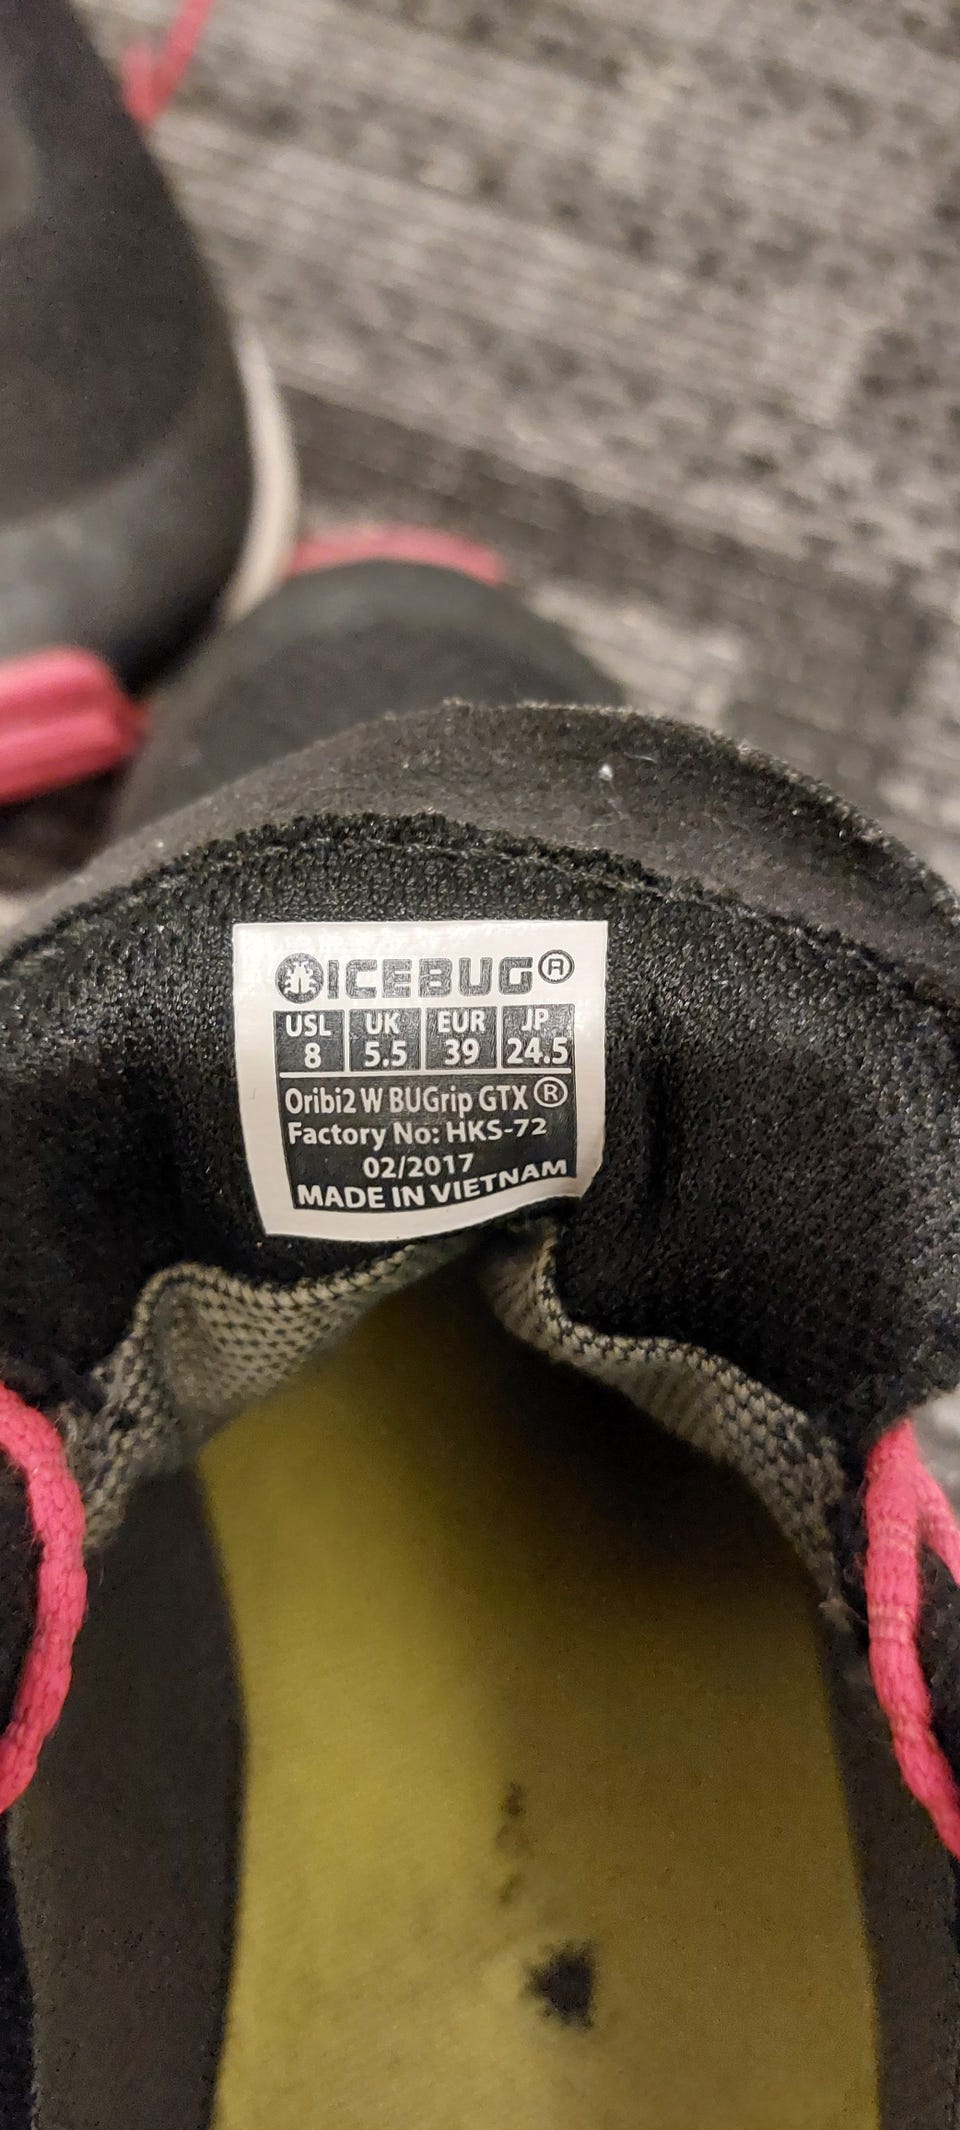 ICEBUG®
USL UK EUR JP
8 5.5 39 24.5
Oribi2 W BUGrip GTX ®
Factory No: HKS-72
02/2017
MADE IN VIETNAM